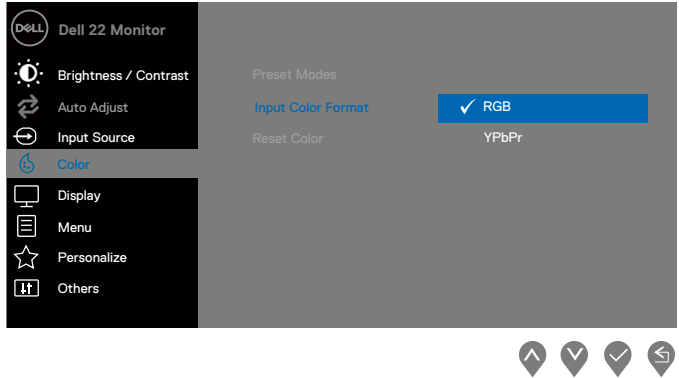 DELL
Dell 22 Monitor
Brightness / Contrast
Auto Adjust
Input Source
Color
Display
Menu
Personalize
Others
Preset Modes
Input Color Format
Reset Color
RGB
YPbPr